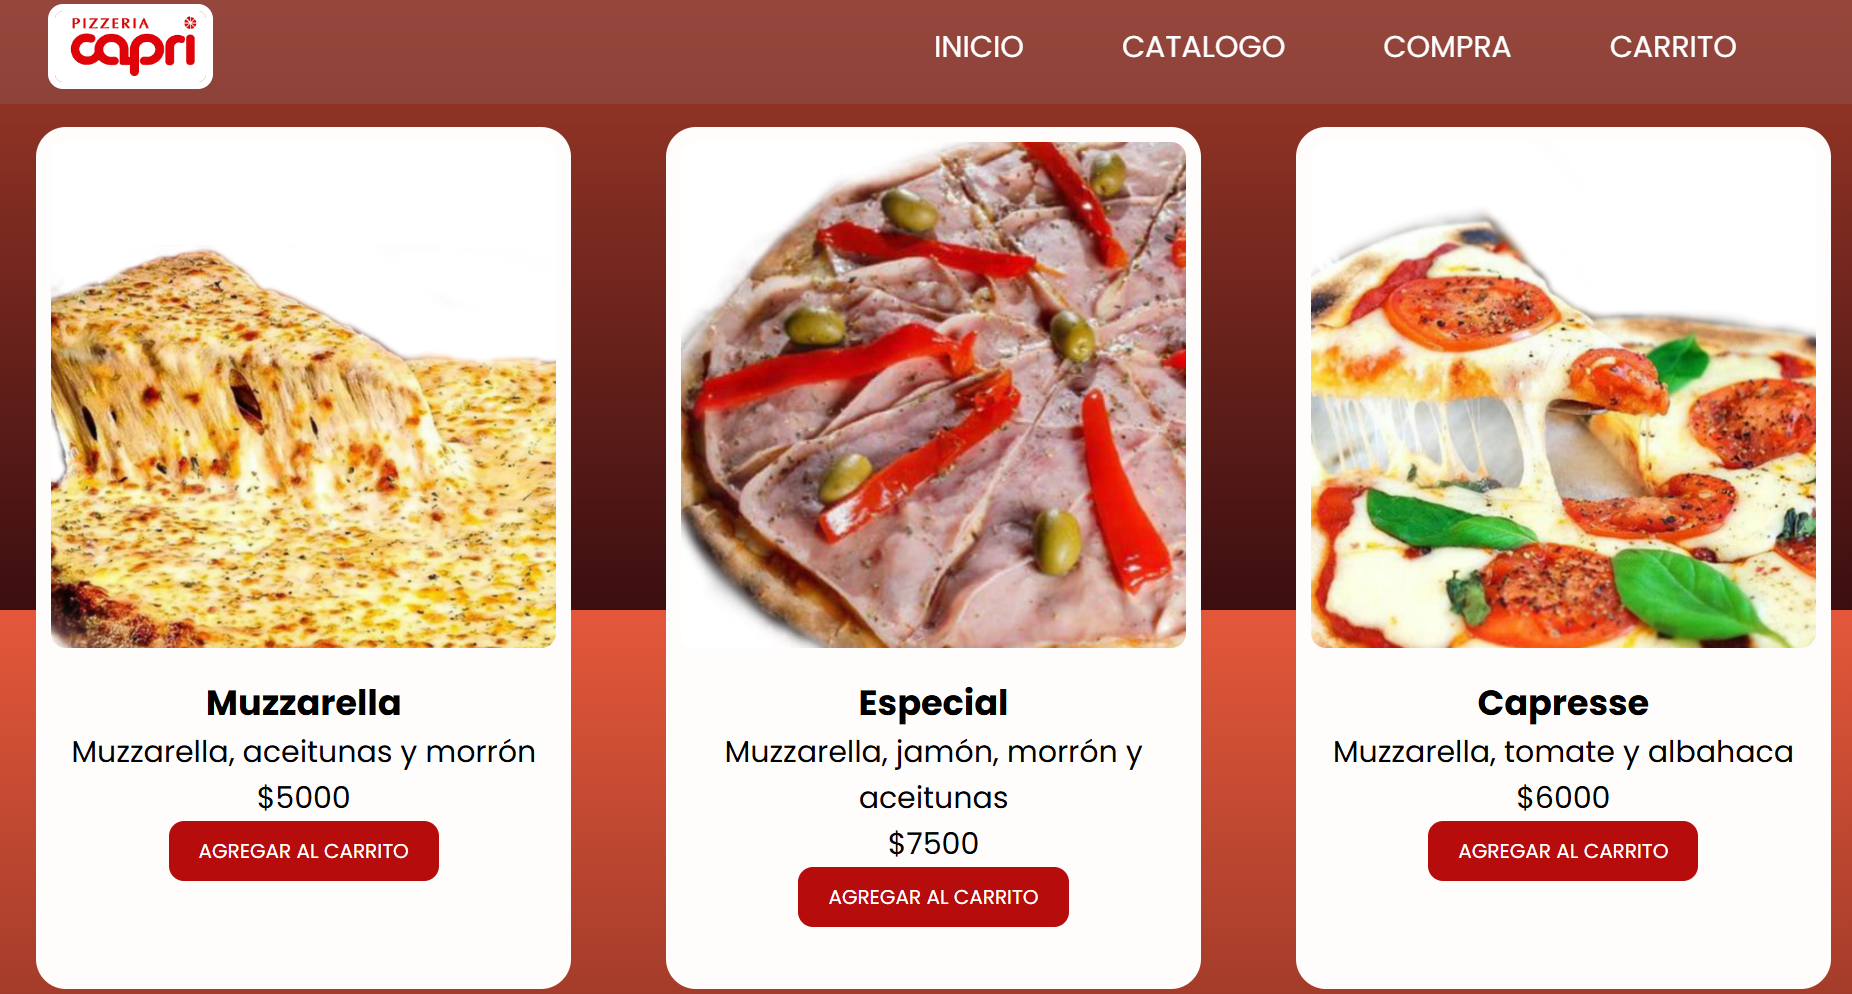 PIZZERIA
capri
INICIO CATALOGO COMPRA CARRITO
Muzzarella
Muzzarella, aceitunas y morrón
$5000
AGREGAR AL CARRITO
Especial
Muzzarella, jamón, morrón y
aceitunas
$7500
AGREGAR AL CARRITO
Capresse
Muzzarella, tomate y albahaca
$6000
AGREGAR AL CARRITO